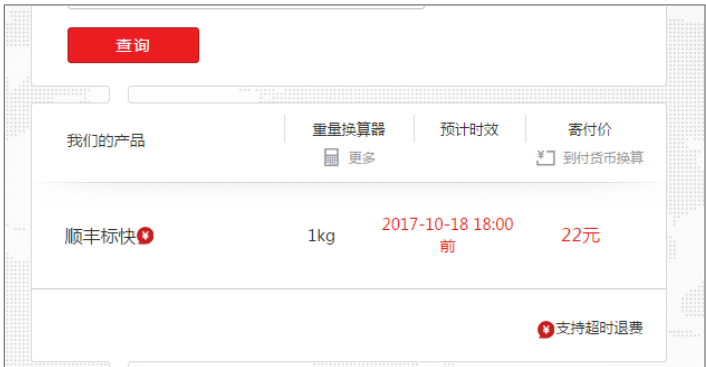 查询
我们的产品
重量换算器
预计时效
寄付价
更多
到付货币换算
顺丰标快
1kg
2017-10-18 18:00
前
22元
支持超时退费